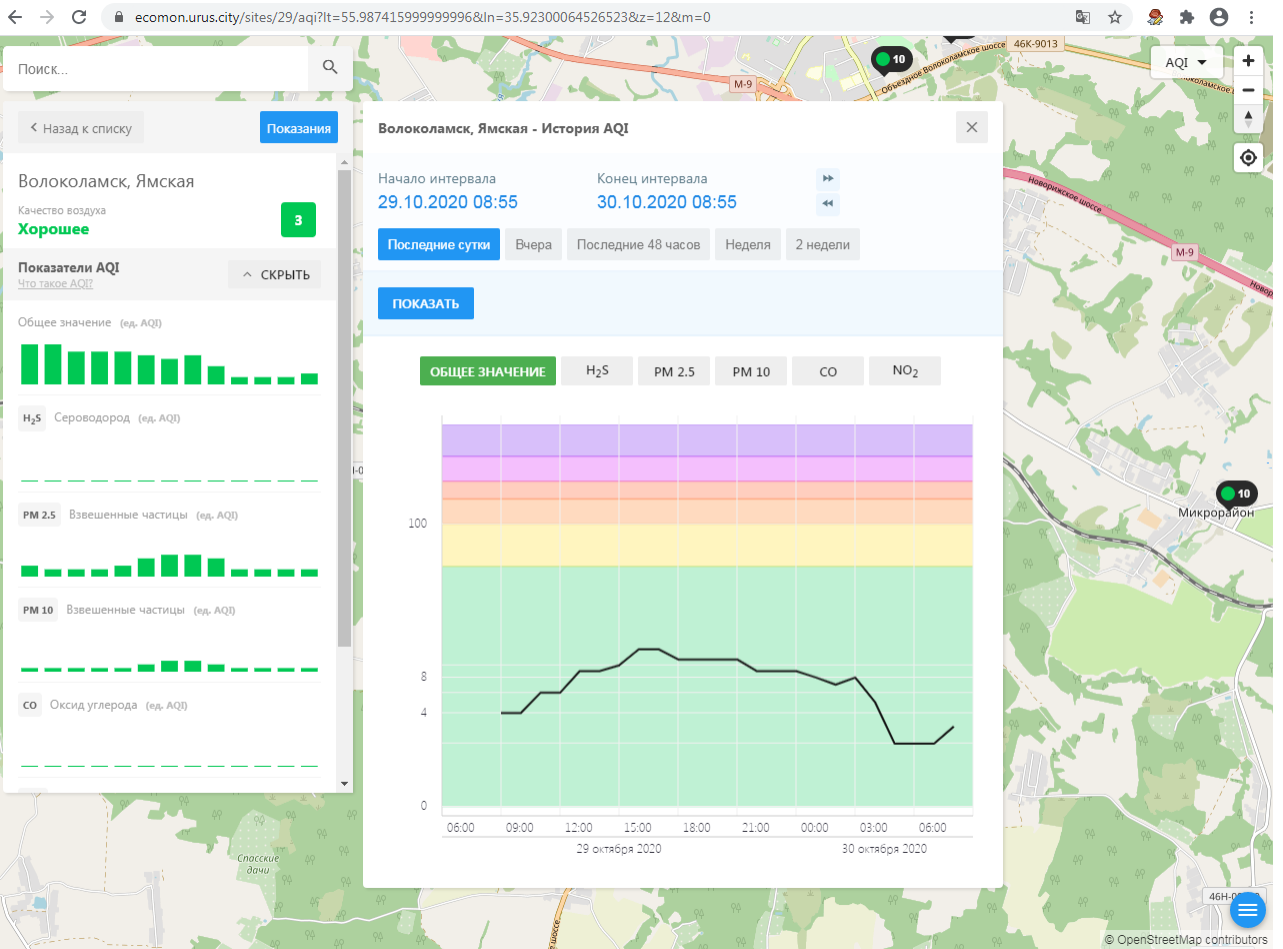 ecomon.urus.city/sites/29/aqi?lt=55.987415999999996&ln=35.92300064526523&z=12&m=0
Поиск...
46К-9013
10
Объездное Волоколамское шоссе
AQI
М-9
Назад к списку
Показания
Волоколамск, Ямская - История AQI
Волоколамск, Ямская
Качество воздуха
Хорошее
3
Начало интервала
Конец интервала
29.10.2020 08:55
30.10.2020 08:55
Новорижское шоссе
Последние сутки
Вчера
Последние 48 часов
Неделя
2 недели
М-9
Показатели AQI
Что такое AQI?
СКРЫТЬ
ПОКАЗАТЬ
Общее значение (ед. AQI)
ОБЩЕЕ ЗНАЧЕНИЕ
H2S
PM 2.5
PM 10
CO
NO2
H2S Сероводород (ед. AQI)
10
Микрорайон
PM 2.5 Взвешенные частицы (ед. AQI)
100
PM 10 Взвешенные частицы (ед. AQI)
8
CO Оксид углерода (ед. AQI)
4
0
06:00 09:00 12:00 15:00 18:00 21:00 00:00 03:00 06:00
29 октября 2020
30 октября 2020
Спасские
дачи
© OpenStreetMap contributors